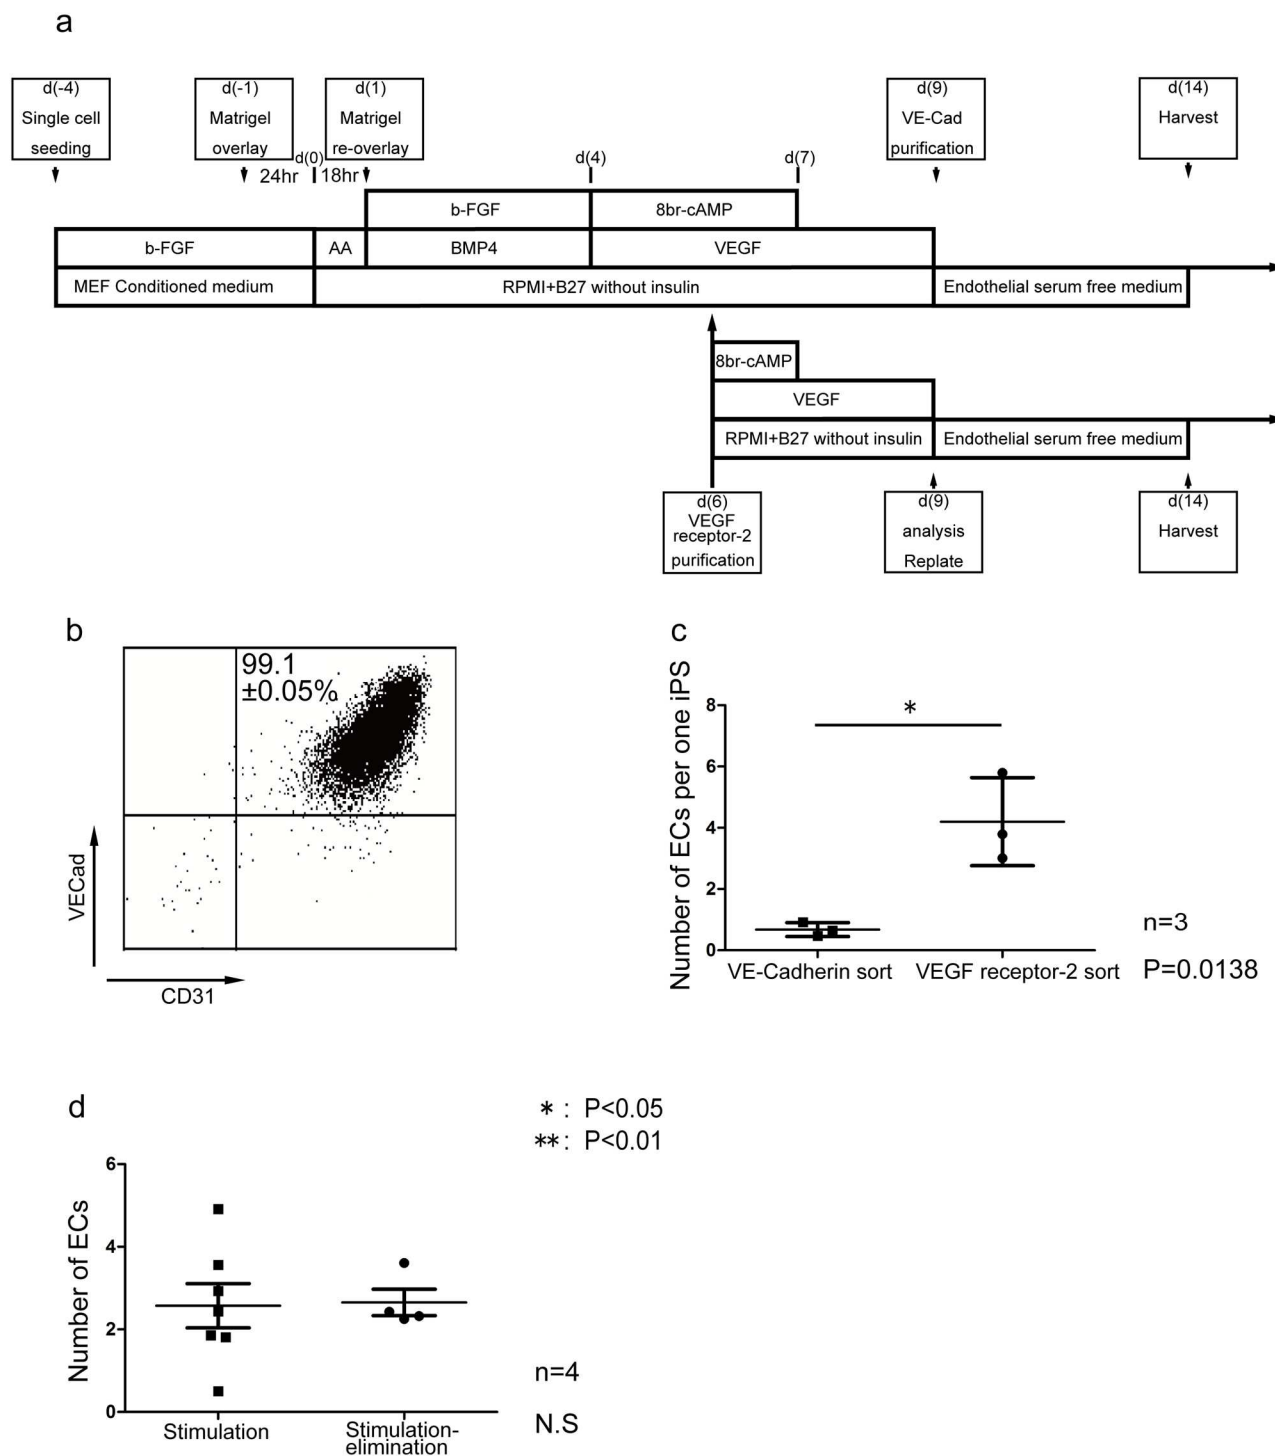 a
d(-4)
Single cell
seeding
d(-1)
Matrigel
overlay
d(1)
Matrigel
re-overlay
d(9)
VE-Cad
purification
d(14)
Harvest
24hr
d(0)
18hr
d(4)
d(7)
b-FGF
8br-cAMP
b-FGF
AA
BMP4
VEGF
MEF Conditioned medium
RPMI+B27 without insulin
Endothelial serum free medium
8br-cAMP
VEGF
RPMI+B27 without insulin
Endothelial serum free medium
d(6)
VEGF
receptor-2
purification
d(9)
analysis
Replate
d(14)
Harvest
b
99.1
±0.05%
VECad
CD31
c
Number of ECs per one iPS
8
6
4
2
0
*
VE-Cadherin sort
VEGF receptor-2 sort
n=3
P=0.0138
d
* : P<0.05
** : P<0.01
Number of ECs
6
4
2
0
Stimulation
Stimulation-
elimination
n=4
N.S